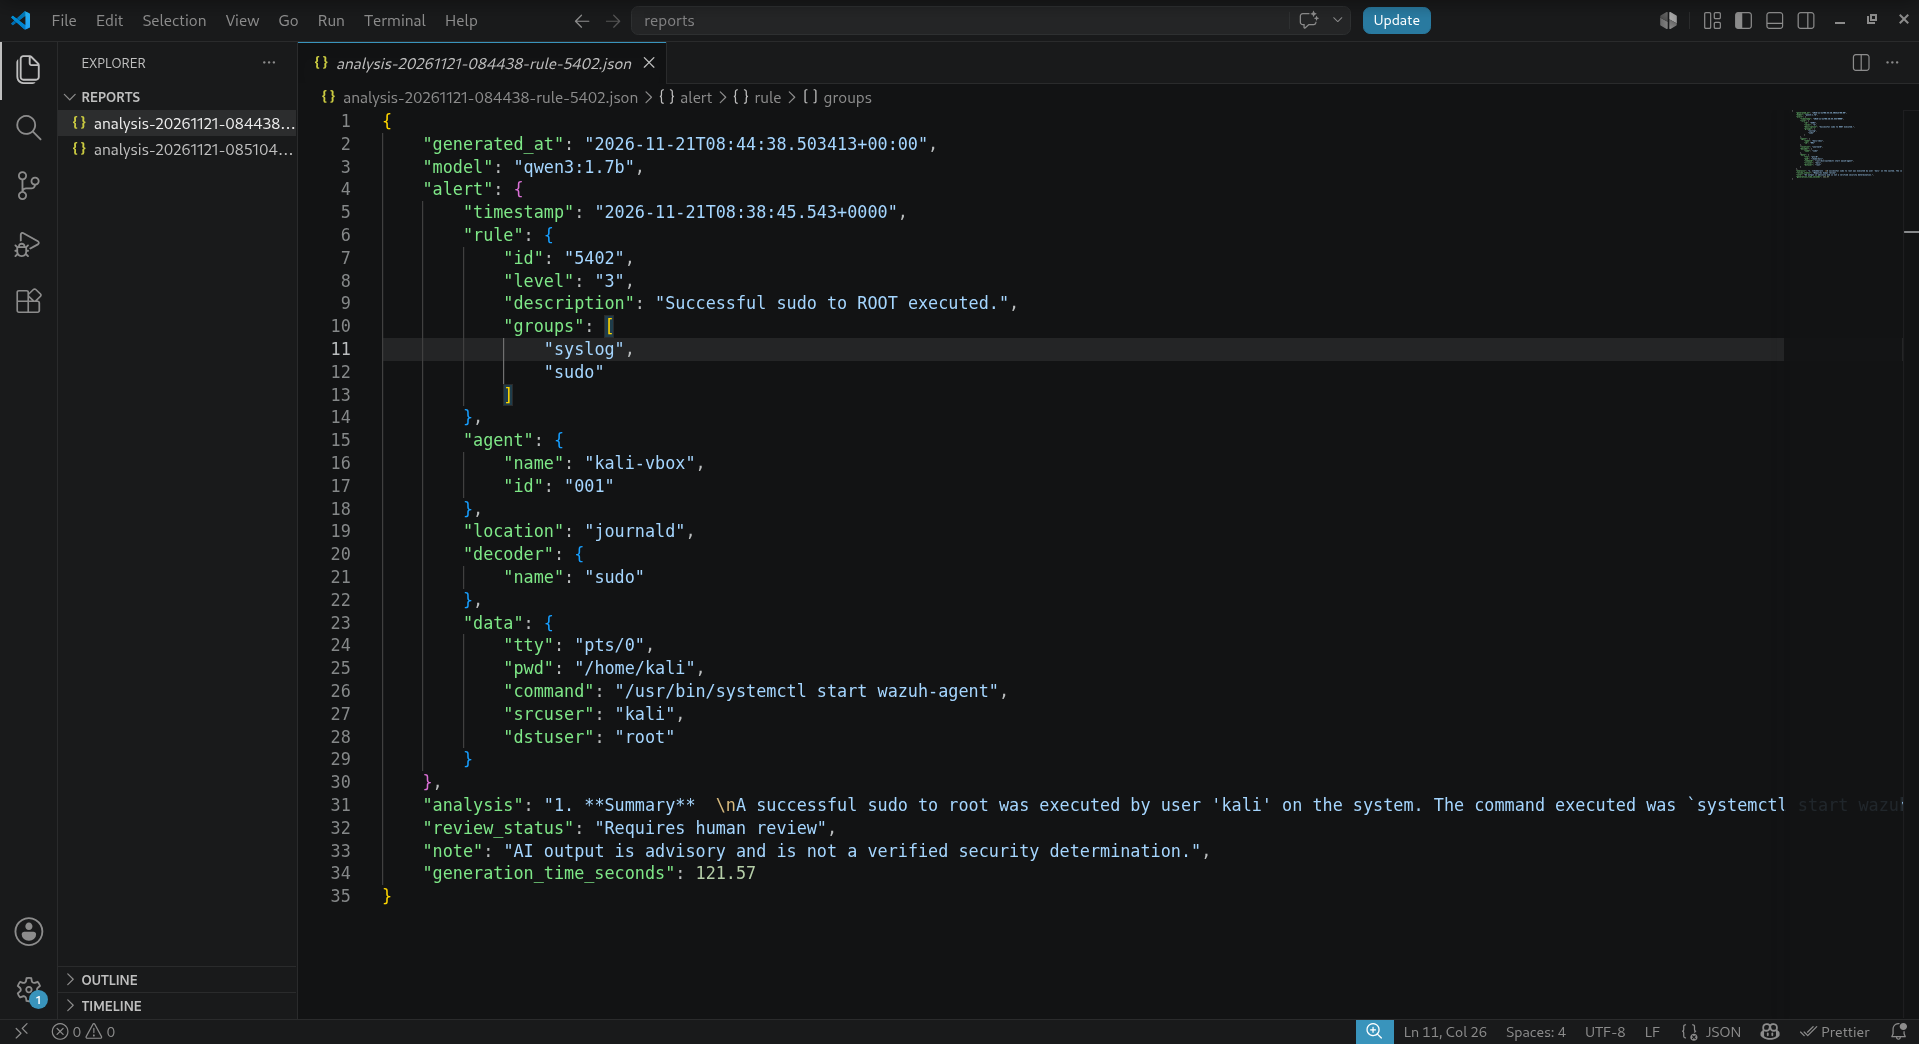 File Edit Selection View Go Run Terminal Help
reports
Update
EXPLORER
REPORTS
{} analysis-20261121-084438...
{} analysis-20261121-085104...
OUTLINE
TIMELINE
{} analysis-20261121-084438-rule-5402.json
{} analysis-20261121-084438-rule-5402.json > {} alert > {} rule > [] groups
1 {
2 "generated_at": "2026-11-21T08:44:38.503413+00:00",
3 "model": "qwen3:1.7b",
4 "alert": {
5 "timestamp": "2026-11-21T08:38:45.543+0000",
6 "rule": {
7 "id": "5402",
8 "level": "3",
9 "description": "Successful sudo to ROOT executed.",
10 "groups": [
11 "syslog",
12 "sudo"
13 ]
14 },
15 "agent": {
16 "name": "kali-vbox",
17 "id": "001"
18 },
19 "location": "journald",
20 "decoder": {
21 "name": "sudo"
22 },
23 "data": {
24 "tty": "pts/0",
25 "pwd": "/home/kali",
26 "command": "/usr/bin/systemctl start wazuh-agent",
27 "srcuser": "kali",
28 "dstuser": "root"
29 }
30 },
31 "analysis": "1. **Summary**  \nA successful sudo to root was executed by user 'kali' on the system. The command executed was `systemctl start
32 "review_status": "Requires human review",
33 "note": "AI output is advisory and is not a verified security determination.",
34 "generation_time_seconds": 121.57
35 }
1
0 0
Ln 11, Col 26 Spaces: 4 UTF-8 LF {} JSON Prettier